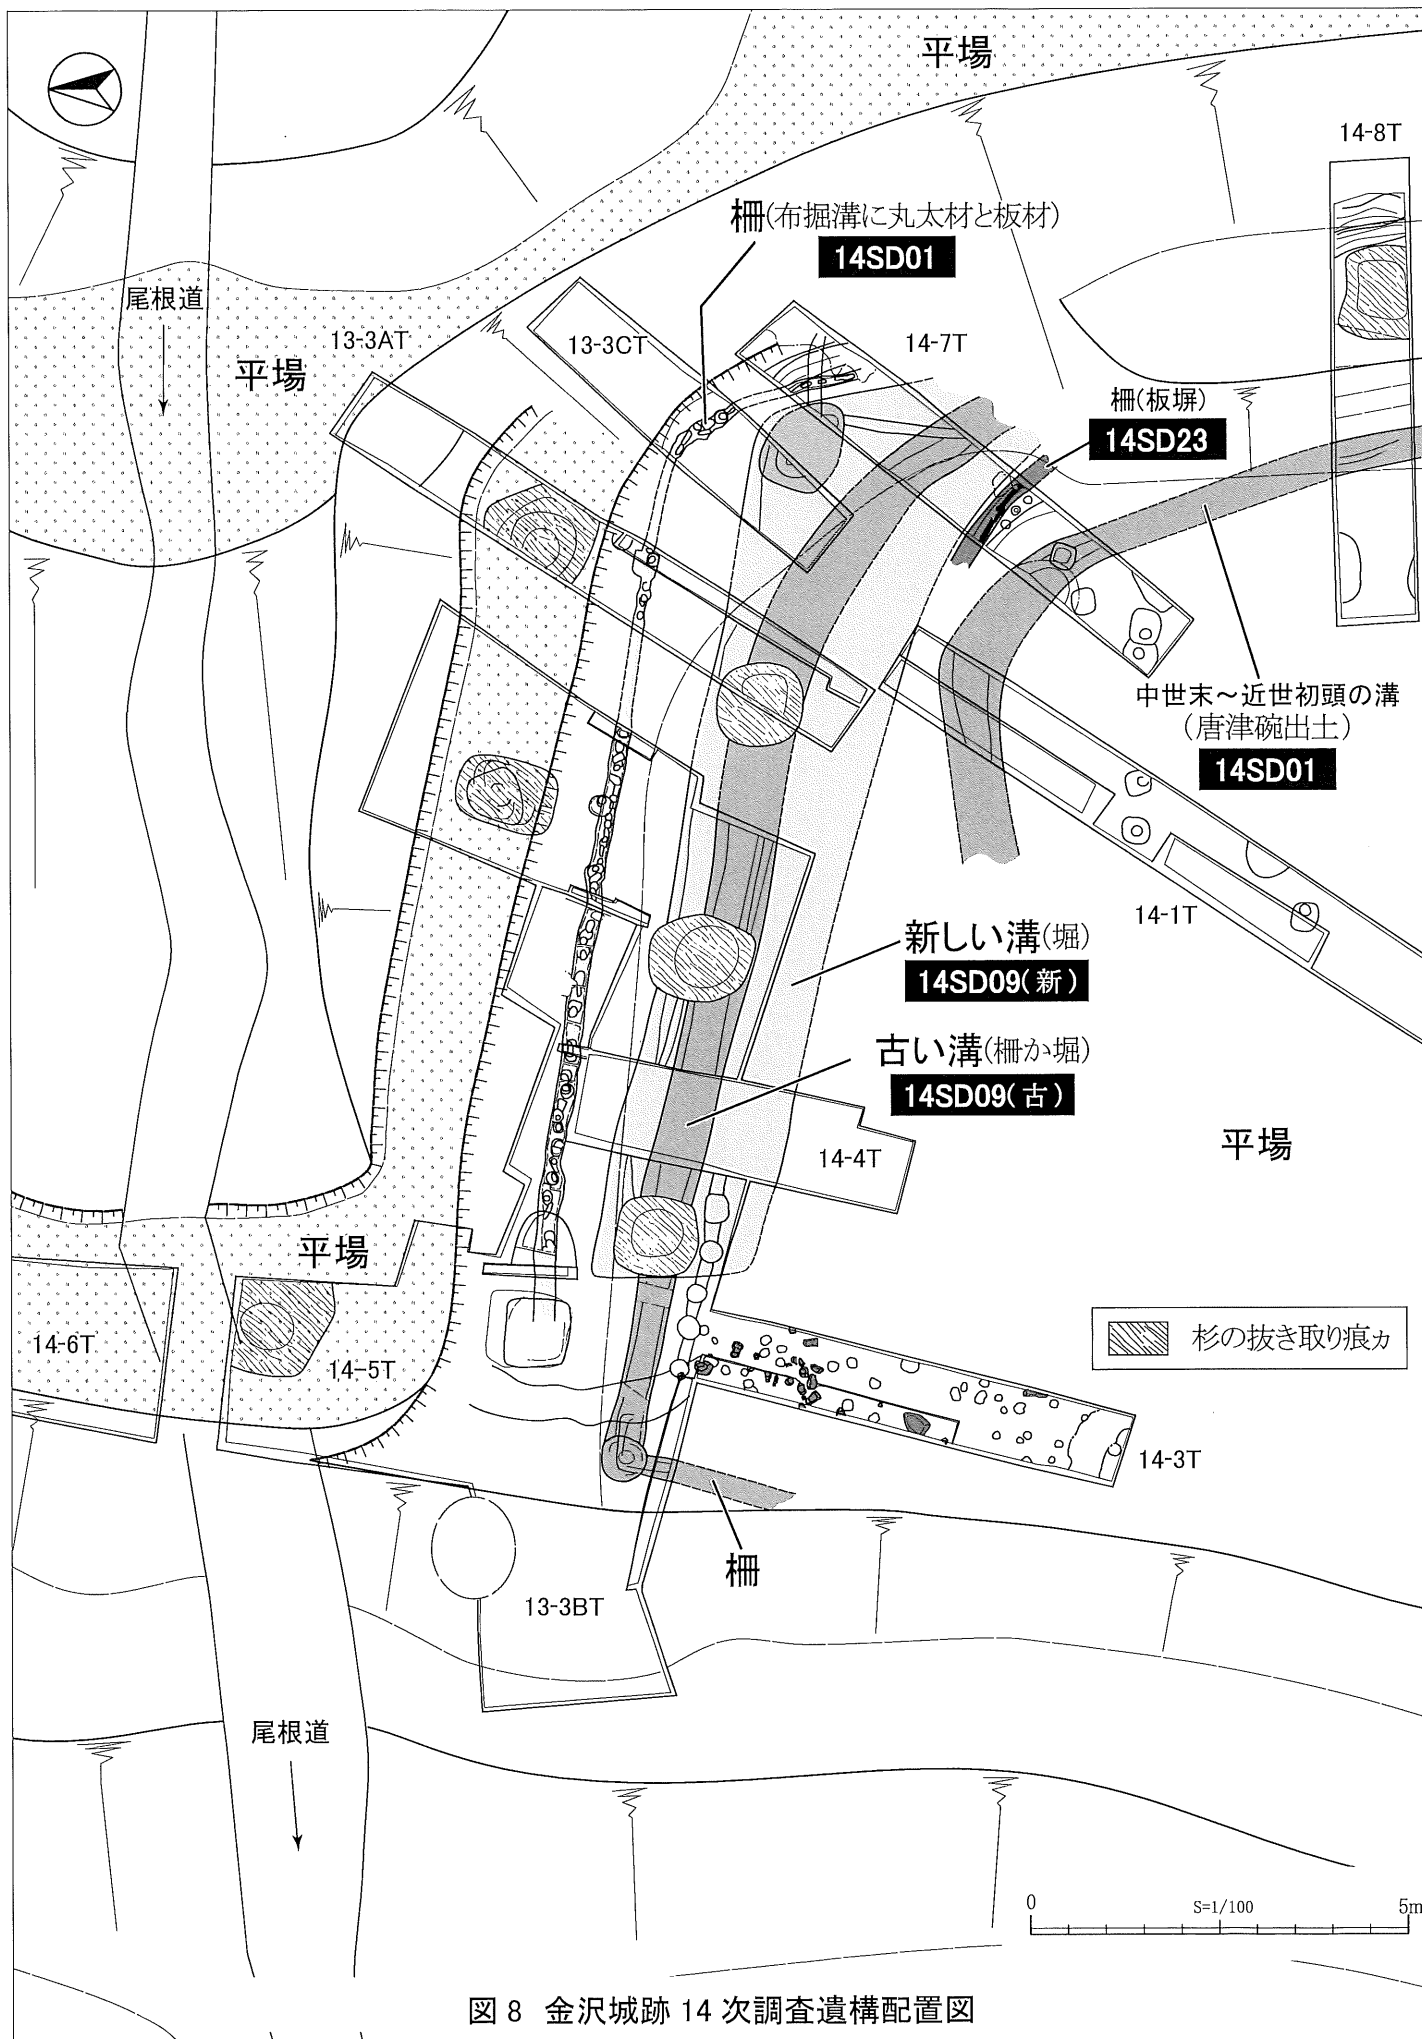 平場
14-8T
柵(布掘溝に丸太材と板材)
14SD01
尾根道
13-3AT
13-3CT
14-7T
平場
柵(板塀)
14SD23
中世末～近世初頭の溝
(唐津碗出土)
14SD01
14-1T
新しい溝(堀)
14SD09(新)
古い溝(柵か堀)
14SD09(古)
14-4T
平場
平場
14-6T
14-5T
杉の抜き取り痕ヵ
14-3T
柵
13-3BT
尾根道
0
S=1/100
5m
図8 金沢城跡14次調査遺構配置図